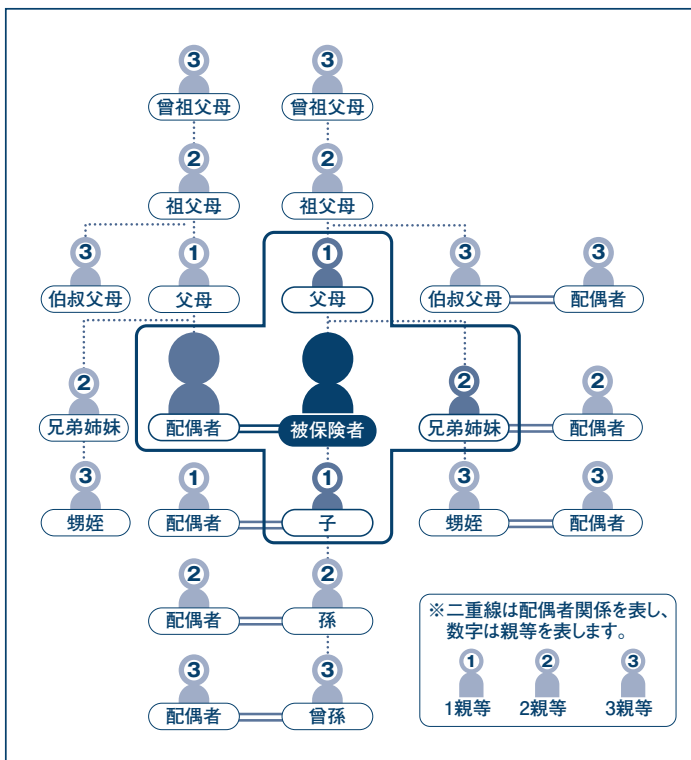 3 3
曾祖父母 曾祖父母
2 2
祖父母 祖父母
3 1 1 3 3
伯叔父母 父母 父母 伯叔父母 配偶者
2 2 2
兄弟姉妹 配偶者 被保険者 兄弟姉妹 配偶者
3 1 1 3 3
甥姪 配偶者 子 甥姪 配偶者
2 2
配偶者 孫
3 3
配偶者 曾孫
※二重線は配偶者関係を表し、
数字は親等を表します。
1 2 3
1親等 2親等 3親等